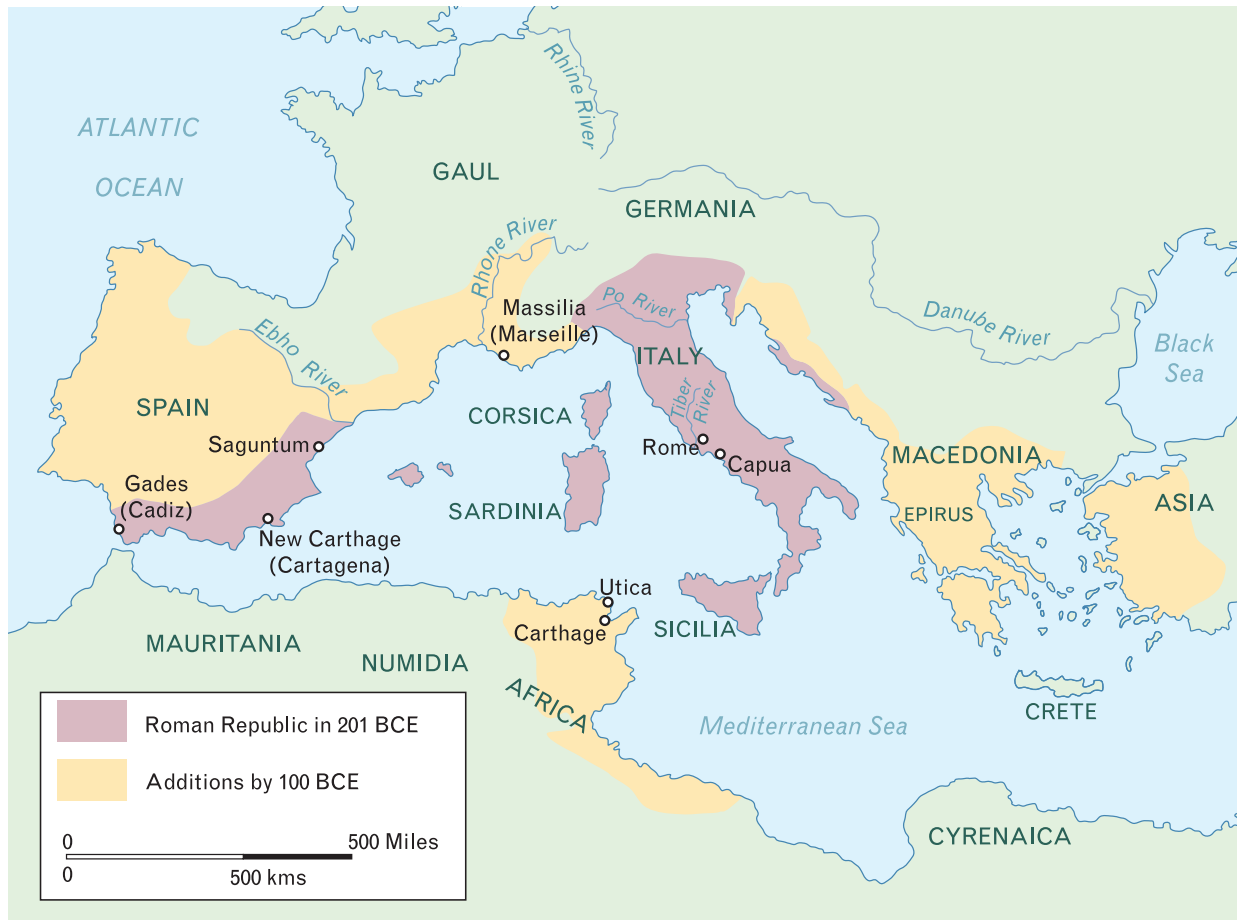 Rhine River
ATLANTIC
OCEAN
GAUL
GERMANIA
Rhone River
Po River
Massilia
(Marseille)
Danube River
Black
Sea
Ebho River
ITALY
SPAIN
CORSICA
Tiber
River
Saguntum
Rome
Capua
MACEDONIA
Gades
(Cadiz)
SARDINIA
EPIRUS
ASIA
New Carthage
(Cartagena)
Utica
Carthage
SICILIA
MAURITANIA
NUMIDIA
AFRICA
CRETE
Mediterranean Sea
CYRENAICA
Roman Republic in 201 BCE
Additions by 100 BCE
0 500 Miles
0 500 kms